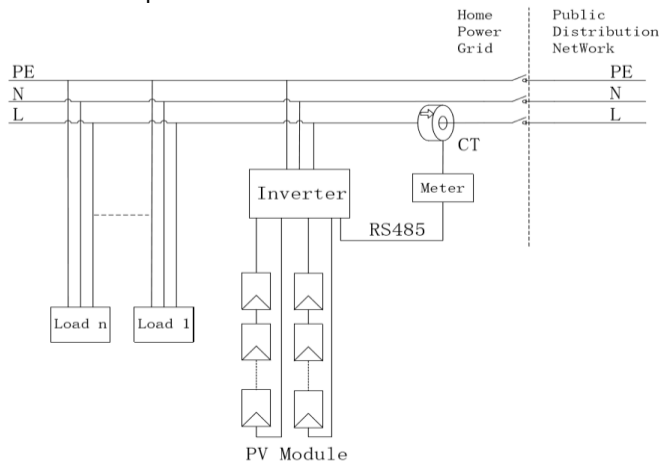 Home
Power
Grid
Public
Distribution
NetWork
PE
PE
N
N
L
L
CT
Inverter
Meter
RS485
Load n
Load 1
PV Module